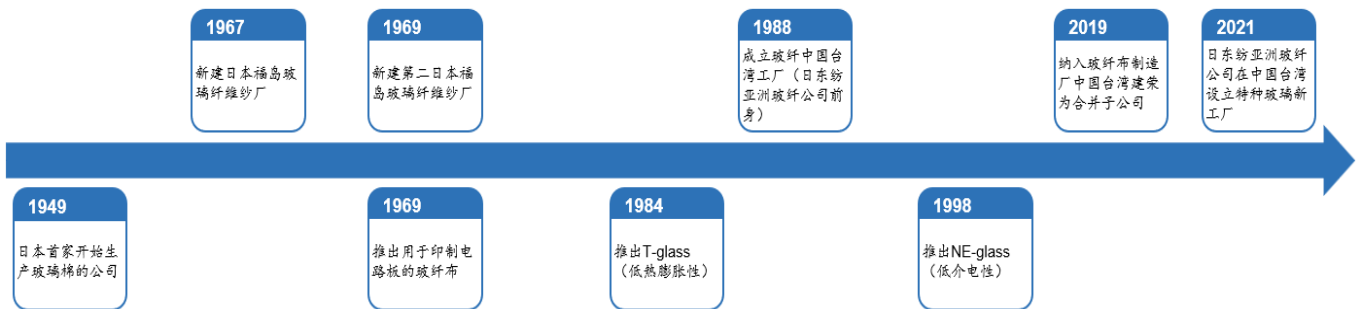 1967
新建日本福岛玻
璃纤维纱厂
1969
新建第二日本福
岛玻璃纤维纱厂
1988
成立玻纤中国台
湾工厂（日东纺
亚洲玻纤公司前
身）
2019
纳入玻纤布制造
厂中国台湾建荣
为合并子公司
2021
日东纺亚洲玻纤
公司在中国台湾
设立特种玻璃新
工厂
1949
日本首家开始生
产玻璃棉的公司
1969
推出用于印制电
路板的玻纤布
1984
推出T-glass
（低热膨胀性）
1998
推出NE-glass
（低介电性）